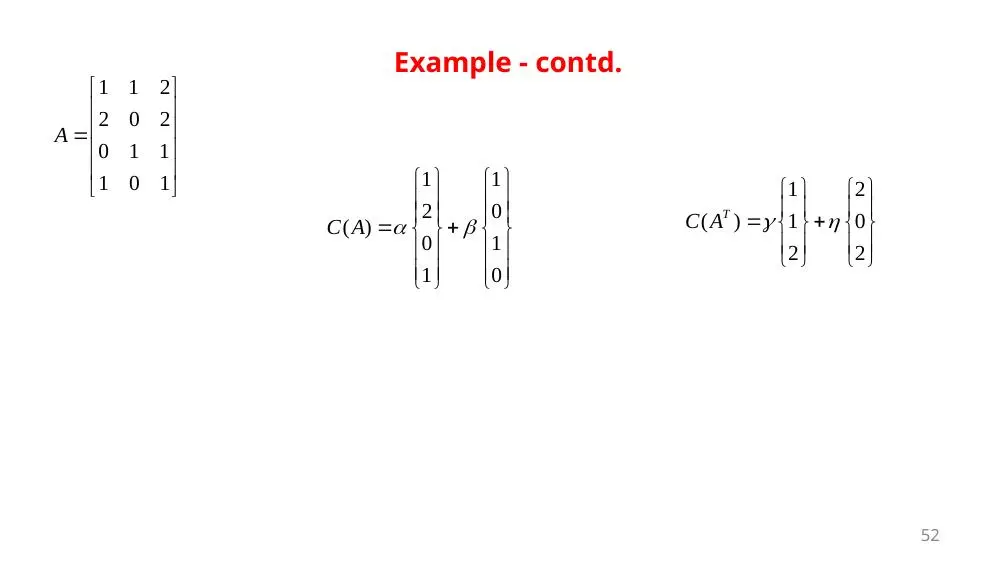 Example - contd.
A = [1 1 2
2 0 2
0 1 1
1 0 1]
C(A) = α {1 2 0 1} + β {1 0 1 0}
C(Aᵀ) = γ {1 1 2} + η {2 0 2}
52